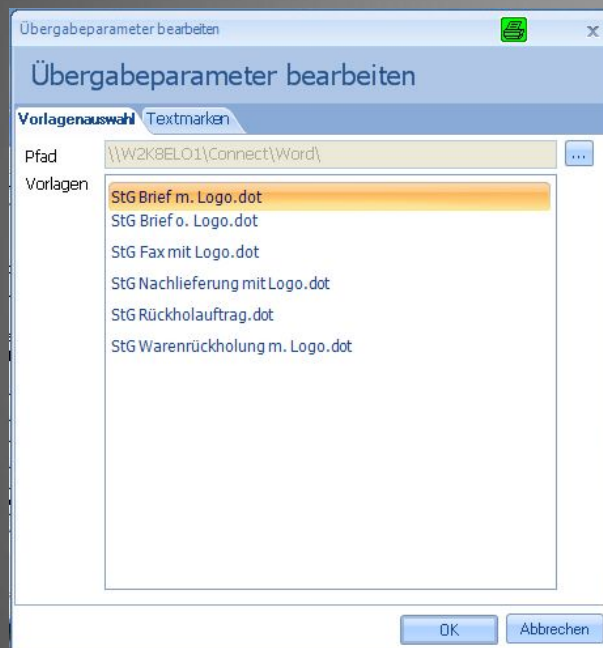 Übergabeparameter bearbeiten
Übergabeparameter bearbeiten
Vorlagenauswahl Textmarken
Pfad \\W2K8ELO1\Connect\Word\ ...
Vorlagen
StG Brief m. Logo.dot
StG Brief o. Logo.dot
StG Fax mit Logo.dot
StG Nachlieferung mit Logo.dot
StG Rückholauftrag.dot
StG Warenrückholung m. Logo.dot
OK Abbrechen